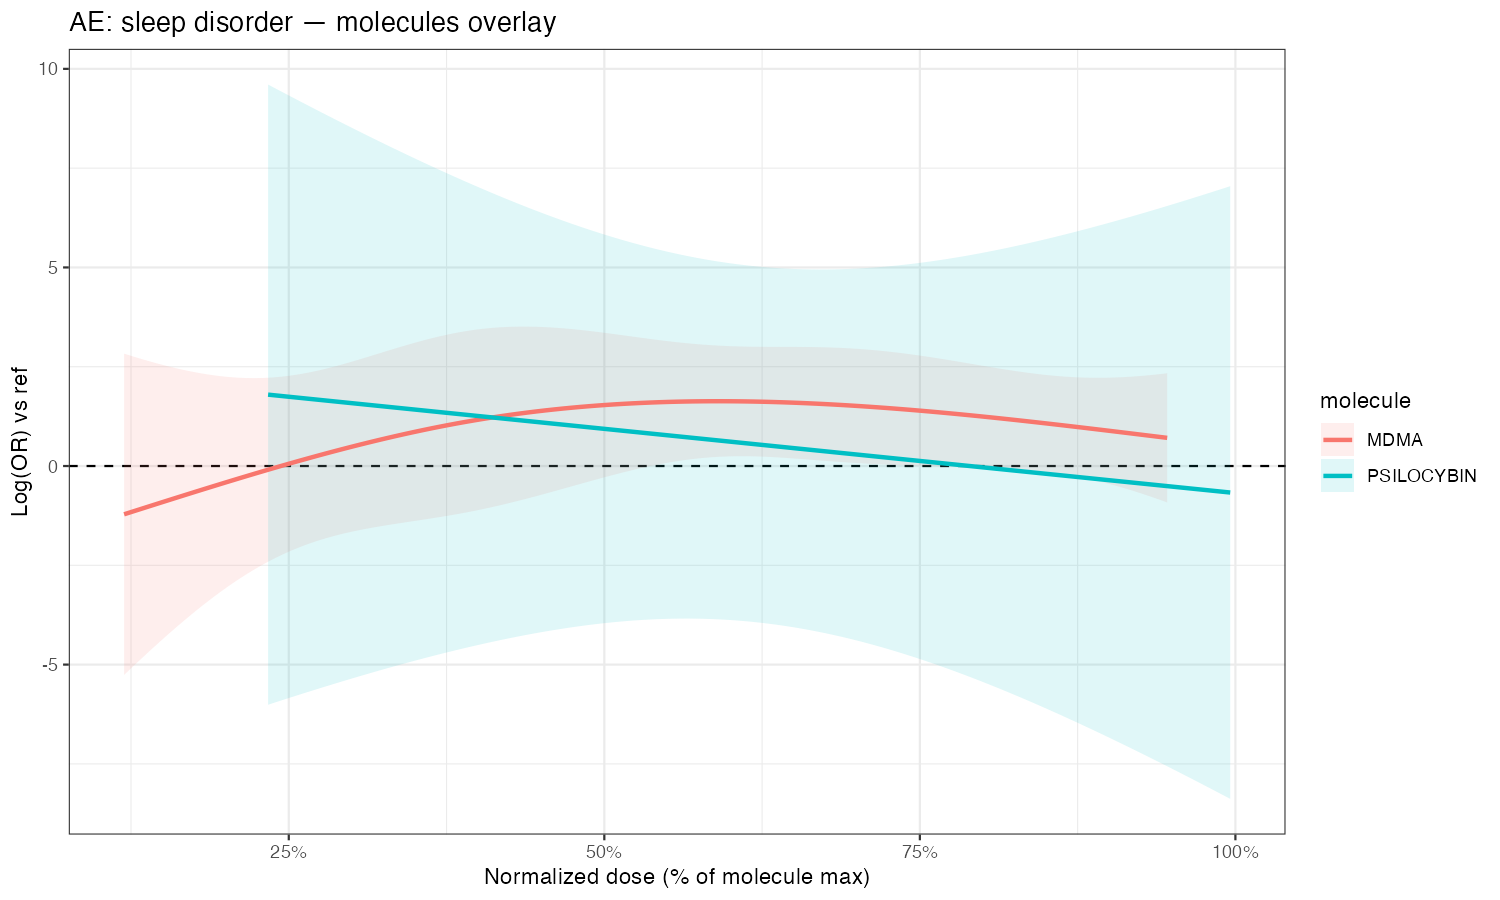 AE: sleep disorder — molecules overlay
10
5
0
-5
Log(OR) vs ref
25%
50%
75%
100%
Normalized dose (% of molecule max)
molecule
MDMA
PSILOCYBIN